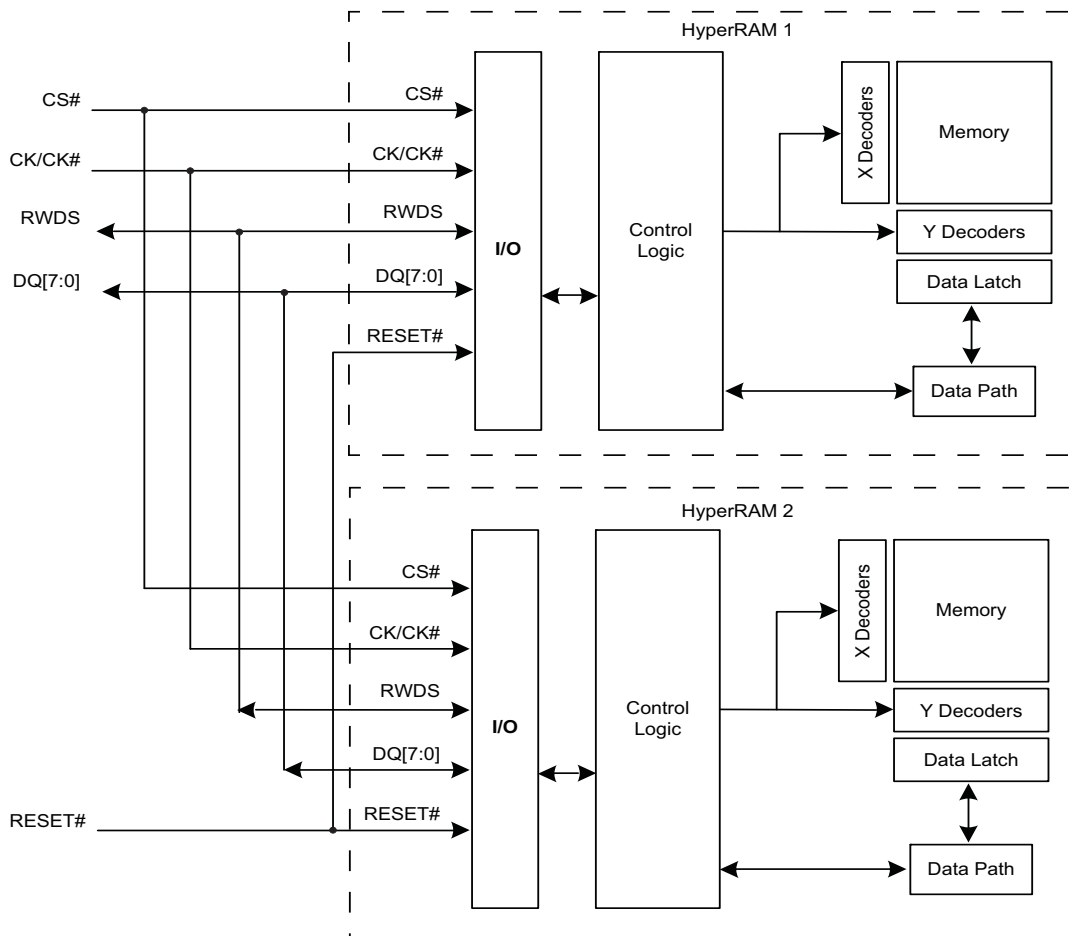 HyperRAM 1
CS#
CS#
CK/CK#
CK/CK#
RWDS
RWDS
DQ[7:0]
DQ[7:0]
RESET#
I/O
Control
Logic
X Decoders
Memory
Y Decoders
Data Latch
Data Path
HyperRAM 2
CS#
CK/CK#
RWDS
DQ[7:0]
RESET#
RESET#
I/O
Control
Logic
X Decoders
Memory
Y Decoders
Data Latch
Data Path